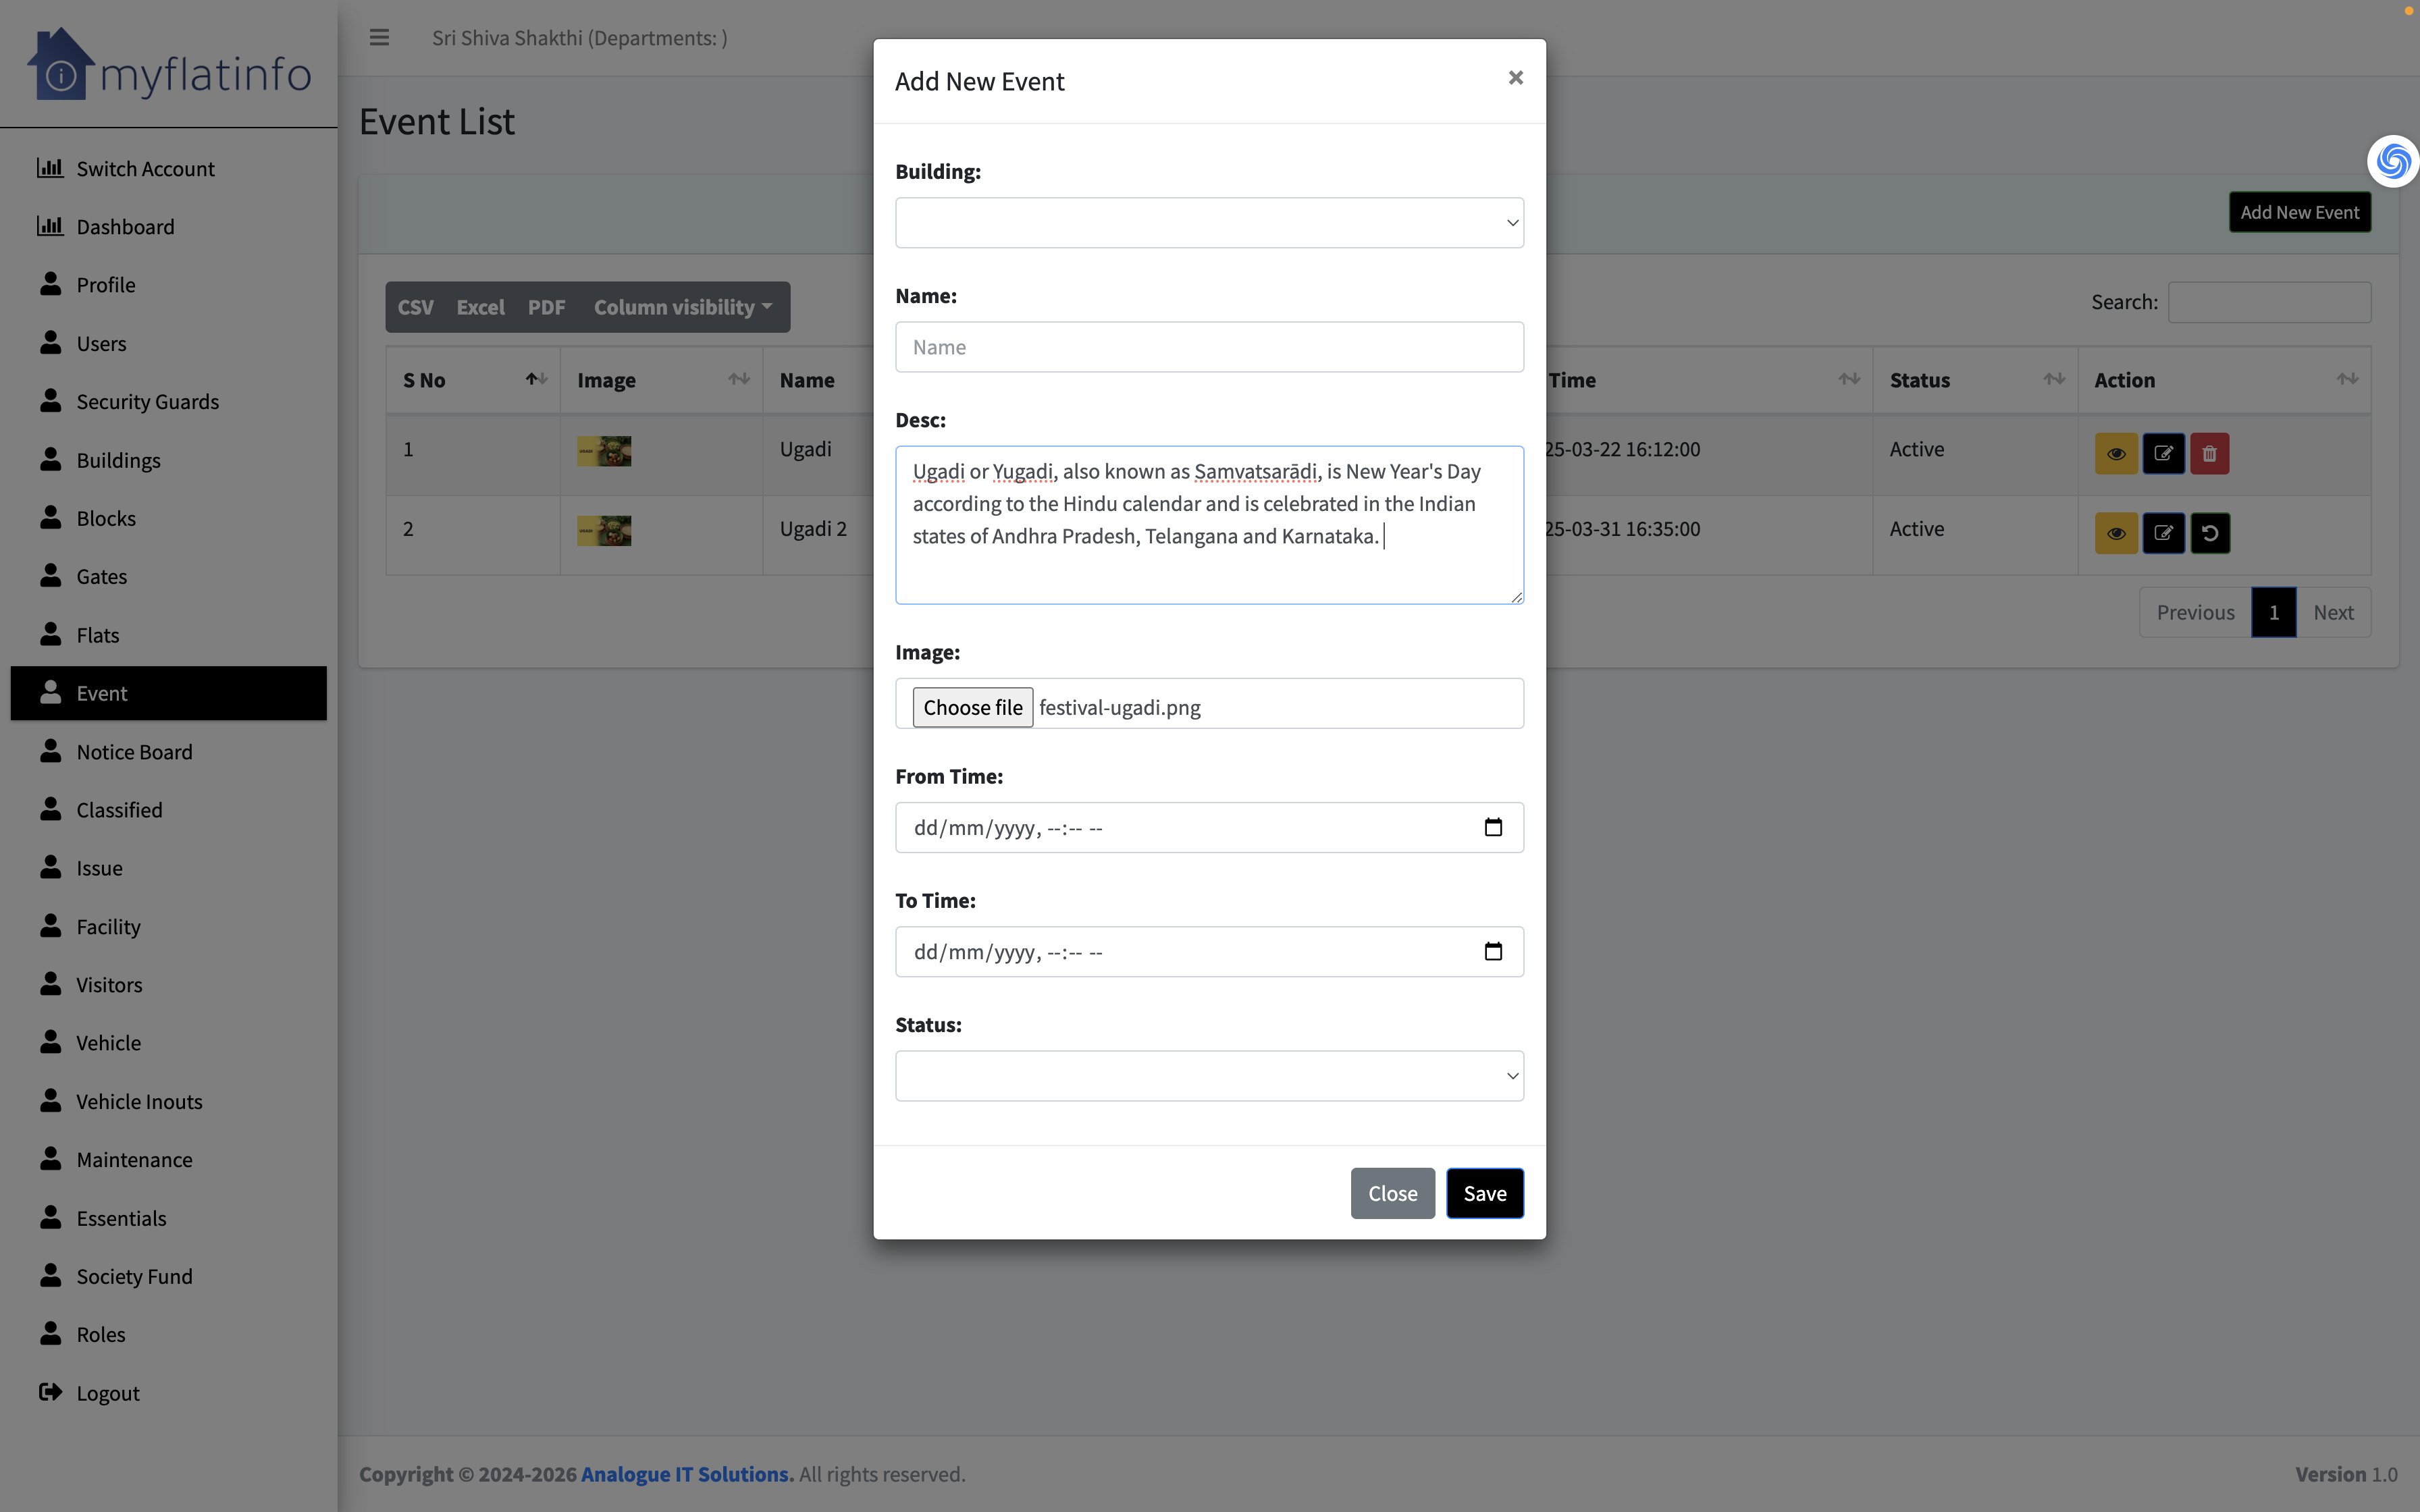 myflatinfo
Switch Account
Dashboard
Profile
Users
Security Guards
Buildings
Blocks
Gates
Flats
Event
Notice Board
Classified
Issue
Facility
Visitors
Vehicle
Vehicle Inouts
Maintenance
Essentials
Society Fund
Roles
Logout
Sri Shiva Shakthi (Departments: )
Event List
Add New Event
CSV Excel PDF Column visibility
Search:
S No Image Name Time Status Action
1 Ugadi 25-03-22 16:12:00 Active
2 Ugadi 2 25-03-31 16:35:00 Active
Previous 1 Next
Add New Event ×
Building:
Name:
Name
Desc:
Ugadi or Yugadi, also known as Samvatsarādi, is New Year's Day
according to the Hindu calendar and is celebrated in the Indian
states of Andhra Pradesh, Telangana and Karnataka.
Image:
Choose file festival-ugadi.png
From Time:
dd/mm/yyyy, --:-- --
To Time:
dd/mm/yyyy, --:-- --
Status:
Close Save
Copyright © 2024-2026 Analogue IT Solutions. All rights reserved.
Version 1.0